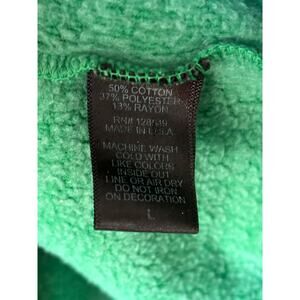 50% COTTON
37% POLYESTER
13% RAYON
RN#
MADE IN U.S.A.
MACHINE WASH
COLD WITH
LIKE COLORS
INSIDE OUT
LINE OR AIR DRY
DO NOT IRON
ON DECORATION
L